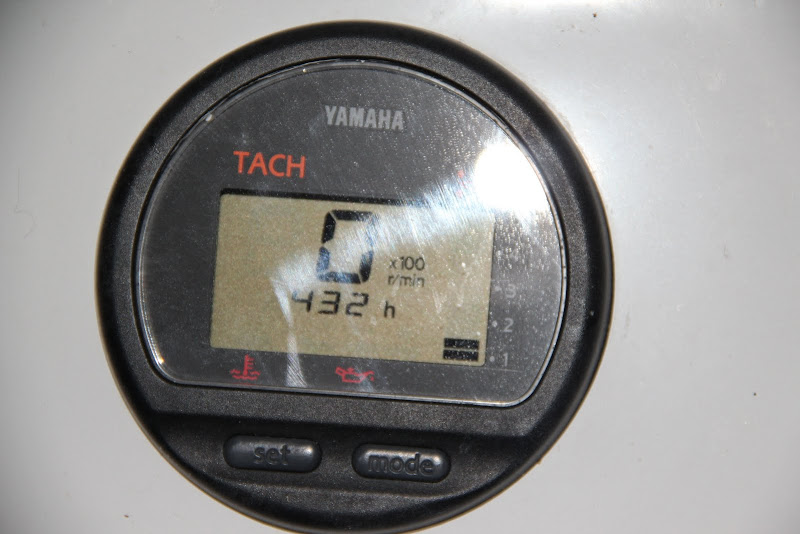 YAMAHA
TACH
0
x100
r/min
432 h
3
2
1
set
mode